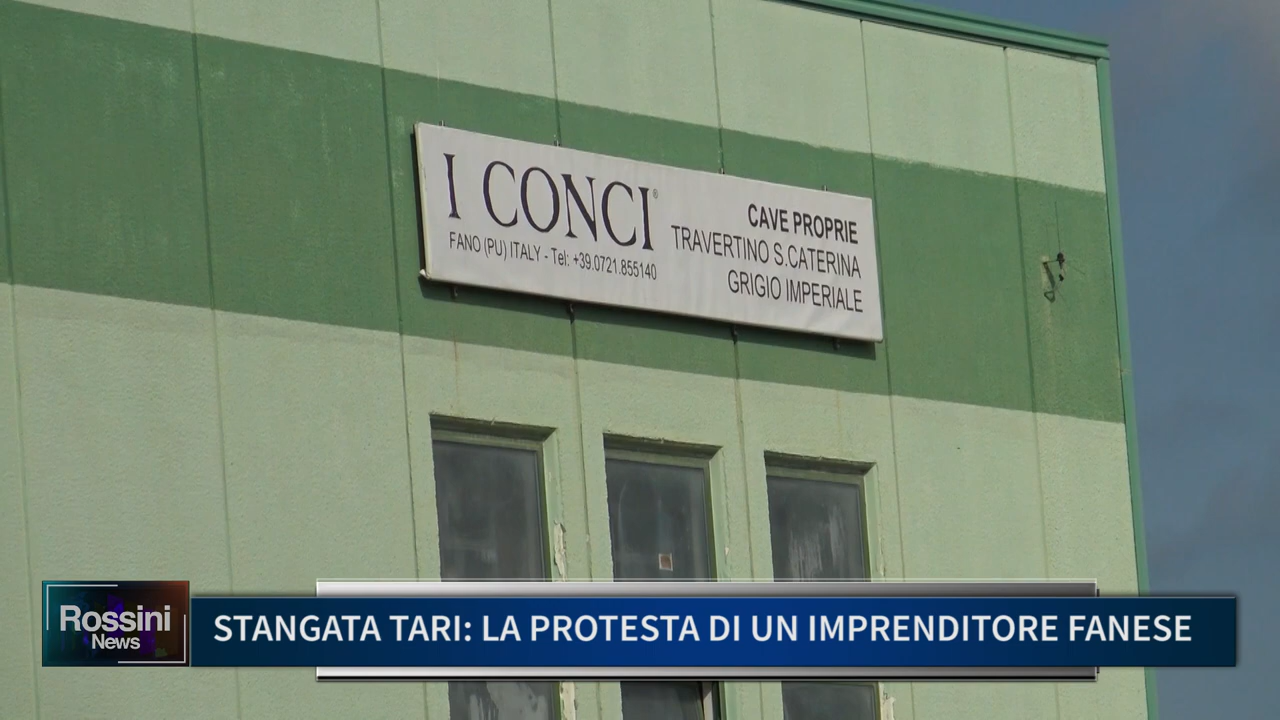 I CONCI®
FANO (PU) ITALY - Tel: +39.0721.855140
CAVE PROPRIE
TRAVERTINO S.CATERINA
GRIGIO IMPERIALE
Rossini
News
STANGATA TARI: LA PROTESTA DI UN IMPRENDITORE FANESE